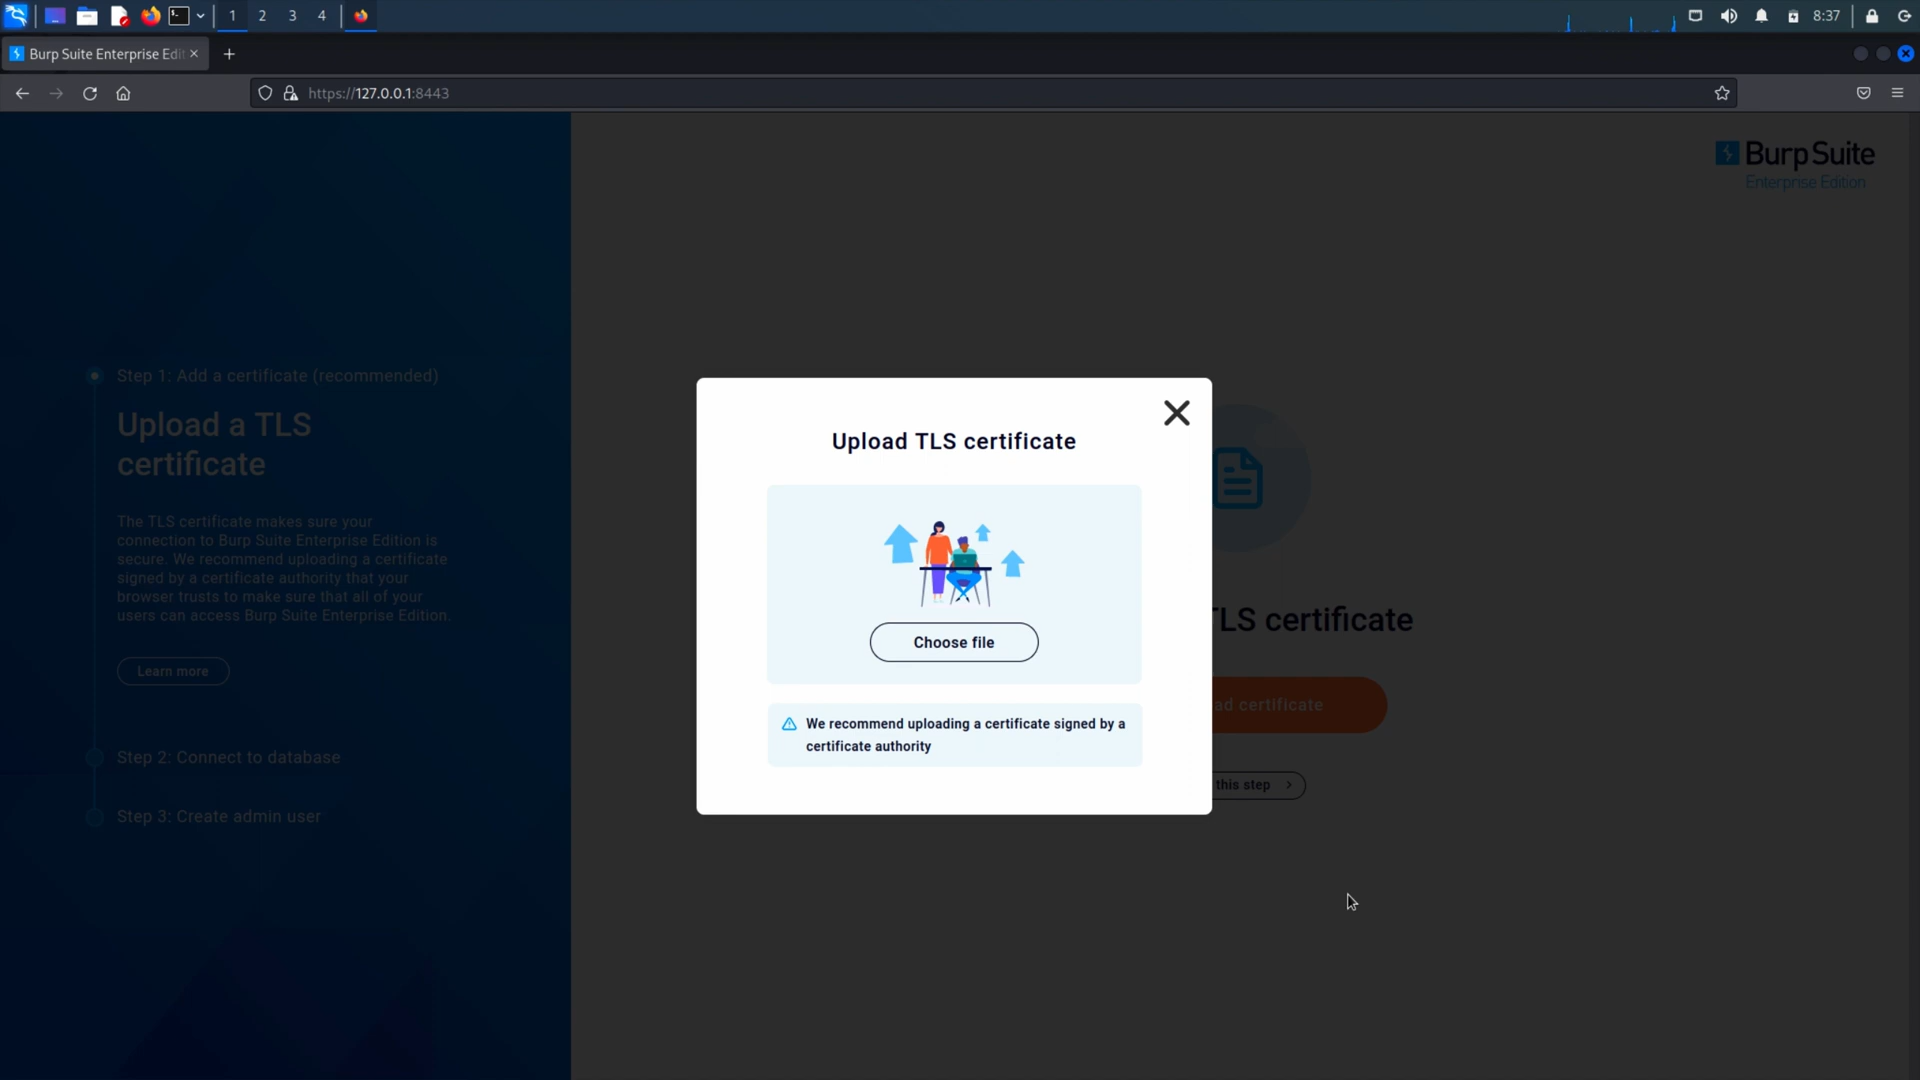 1 2 3 4
8:37
Burp Suite Enterprise Edit
https://127.0.0.1:8443
Burp Suite
Enterprise Edition
Step 1: Add a certificate (recommended)
Upload a TLS
certificate
The TLS certificate makes sure your
connection to Burp Suite Enterprise Edition is
secure. We recommend uploading a certificate
signed by a certificate authority that your
browser trusts to make sure that all of your
users can access Burp Suite Enterprise Edition.
Learn more
Step 2: Connect to database
Step 3: Create admin user
Upload TLS certificate
Choose file
We recommend uploading a certificate signed by a
certificate authority
TLS certificate
ad certificate
this step